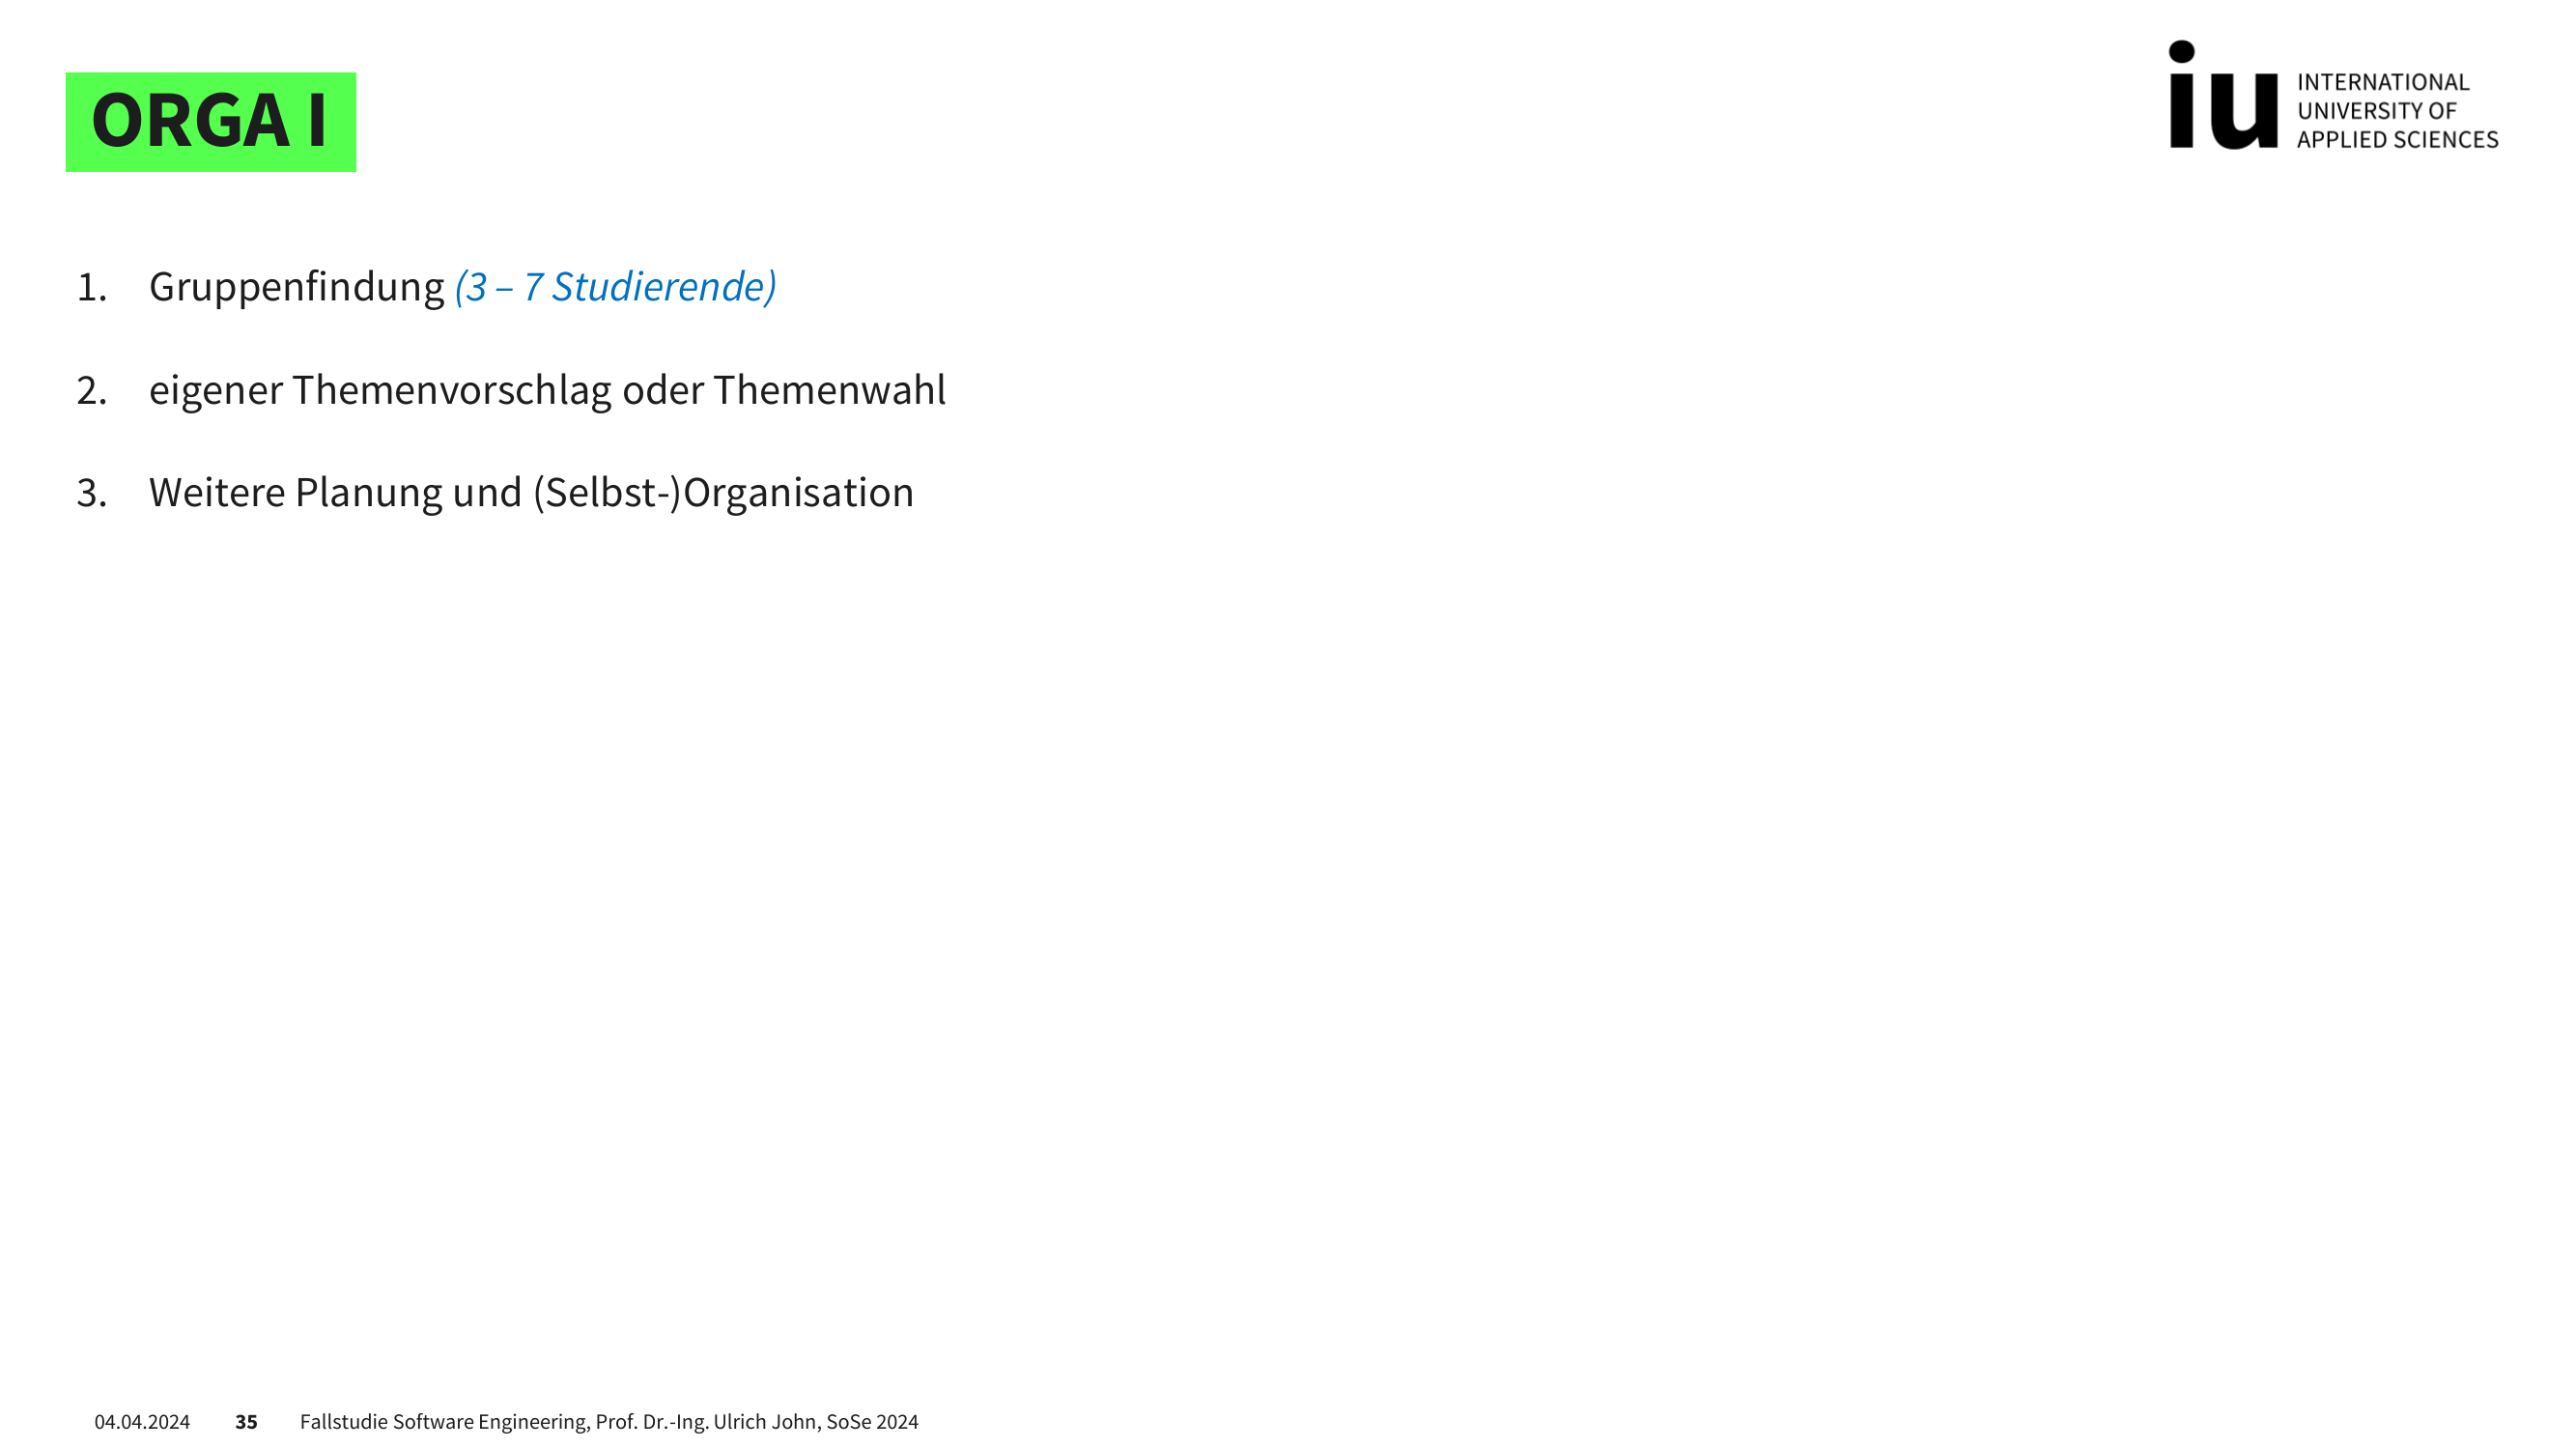 ORGA I
iu INTERNATIONAL
UNIVERSITY OF
APPLIED SCIENCES
1. Gruppenfindung (3 – 7 Studierende)
2. eigener Themenvorschlag oder Themenwahl
3. Weitere Planung und (Selbst-)Organisation
04.04.2024 35 Fallstudie Software Engineering, Prof. Dr.-Ing. Ulrich John, SoSe 2024